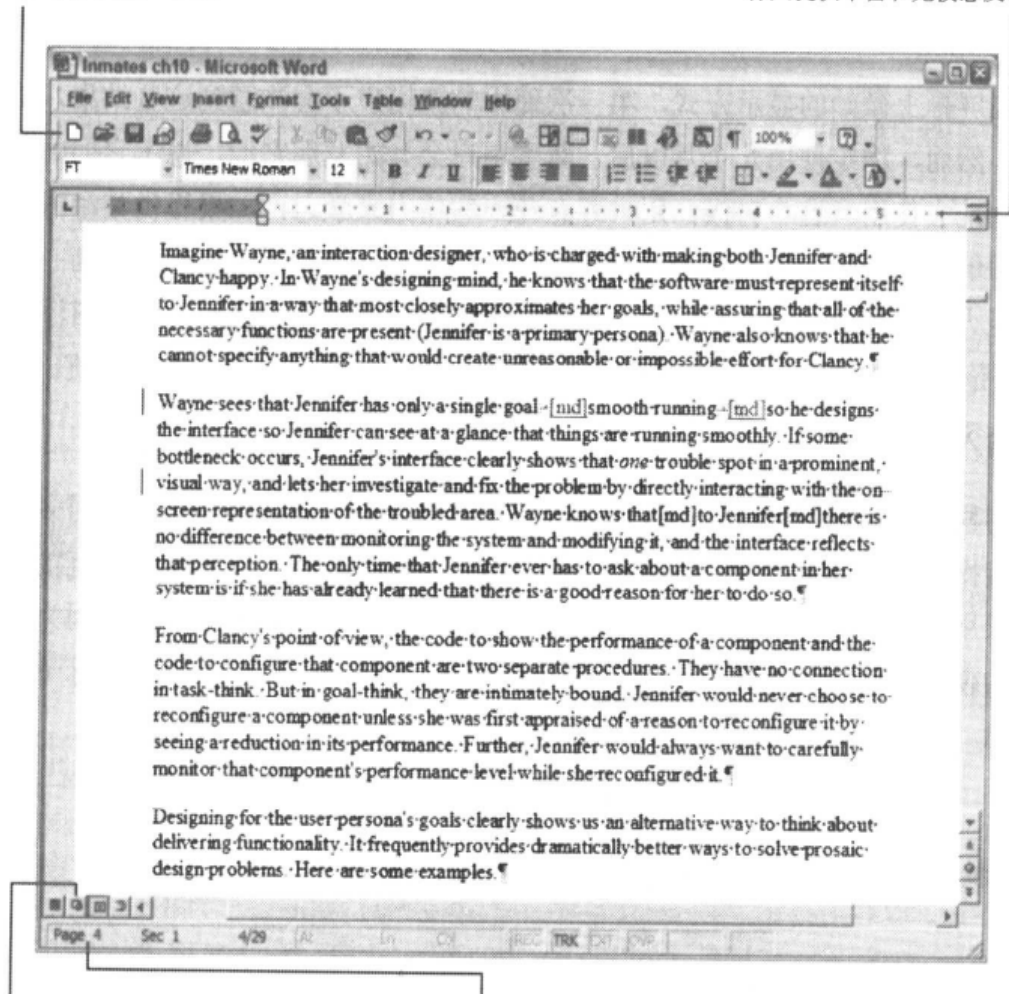 Inmates ch10 - Microsoft Word
File Edit View Insert Format Tools Table Window Help
100%
FT Times New Roman 12 B I U
1 1 2 3 4 5
Imagine·Wayne,·an·interaction·designer,·who·is·charged·with·making·both·Jennifer·and·
Clancy·happy.·In·Wayne's·designing·mind,·he·knows·that·the·software·must·represent·itself·
to·Jennifer·in·a·way·that·most·closely·approximates·her·goals,·while·assuring·that·all·of·the·
necessary·functions·are·present·(Jennifer·is·a·primary·persona).·Wayne·also·knows·that·he·
cannot·specify·anything·that·would·create·unreasonable·or·impossible·effort·for·Clancy.¶
Wayne·sees·that·Jennifer·has·only·a·single·goal·-[md]smooth·running·-[md]so·he·designs·
the·interface·so·Jennifer·can·see·at·a·glance·that·things·are·running·smoothly.·If·some·
bottleneck·occurs,·Jennifer's·interface·clearly·shows·that·one·trouble·spot·in·a·prominent,·
visual·way,·and·lets·her·investigate·and·fix·the·problem·by·directly·interacting·with·the·on-
screen·representation·of·the·troubled·area.·Wayne·knows·that[md]to·Jennifer[md]there·is·
no·difference·between·monitoring·the·system·and·modifying·it,·and·the·interface·reflects·
that·perception.·The·only·time·that·Jennifer·ever·has·to·ask·about·a·component·in·her·
system·is·if·she·has·already·learned·that·there·is·a·good·reason·for·her·to·do·so.¶
From·Clancy's·point·of·view,·the·code·to·show·the·performance·of·a·component·and·the·
code·to·configure·that·component·are·two·separate·procedures.·They·have·no·connection·
in·task-think.·But·in·goal-think,·they·are·intimately·bound.·Jennifer·would·never·choose·to·
reconfigure·a·component·unless·she·was·first·appraised·of·a·reason·to·reconfigure·it·by·
seeing·a·reduction·in·its·performance.·Further,·Jennifer·would·always·want·to·carefully·
monitor·that·component's·performance·level·while·she·reconfigured·it.¶
Designing·for·the·user·persona's·goals·clearly·shows·us·an·alternative·way·to·think·about·
delivering·functionality.·It·frequently·provides·dramatically·better·ways·to·solve·prosaic·
design·problems.·Here·are·some·examples.¶
Page 4 Sec 1 4/29 At Ln Col REC TRK EXT OVR